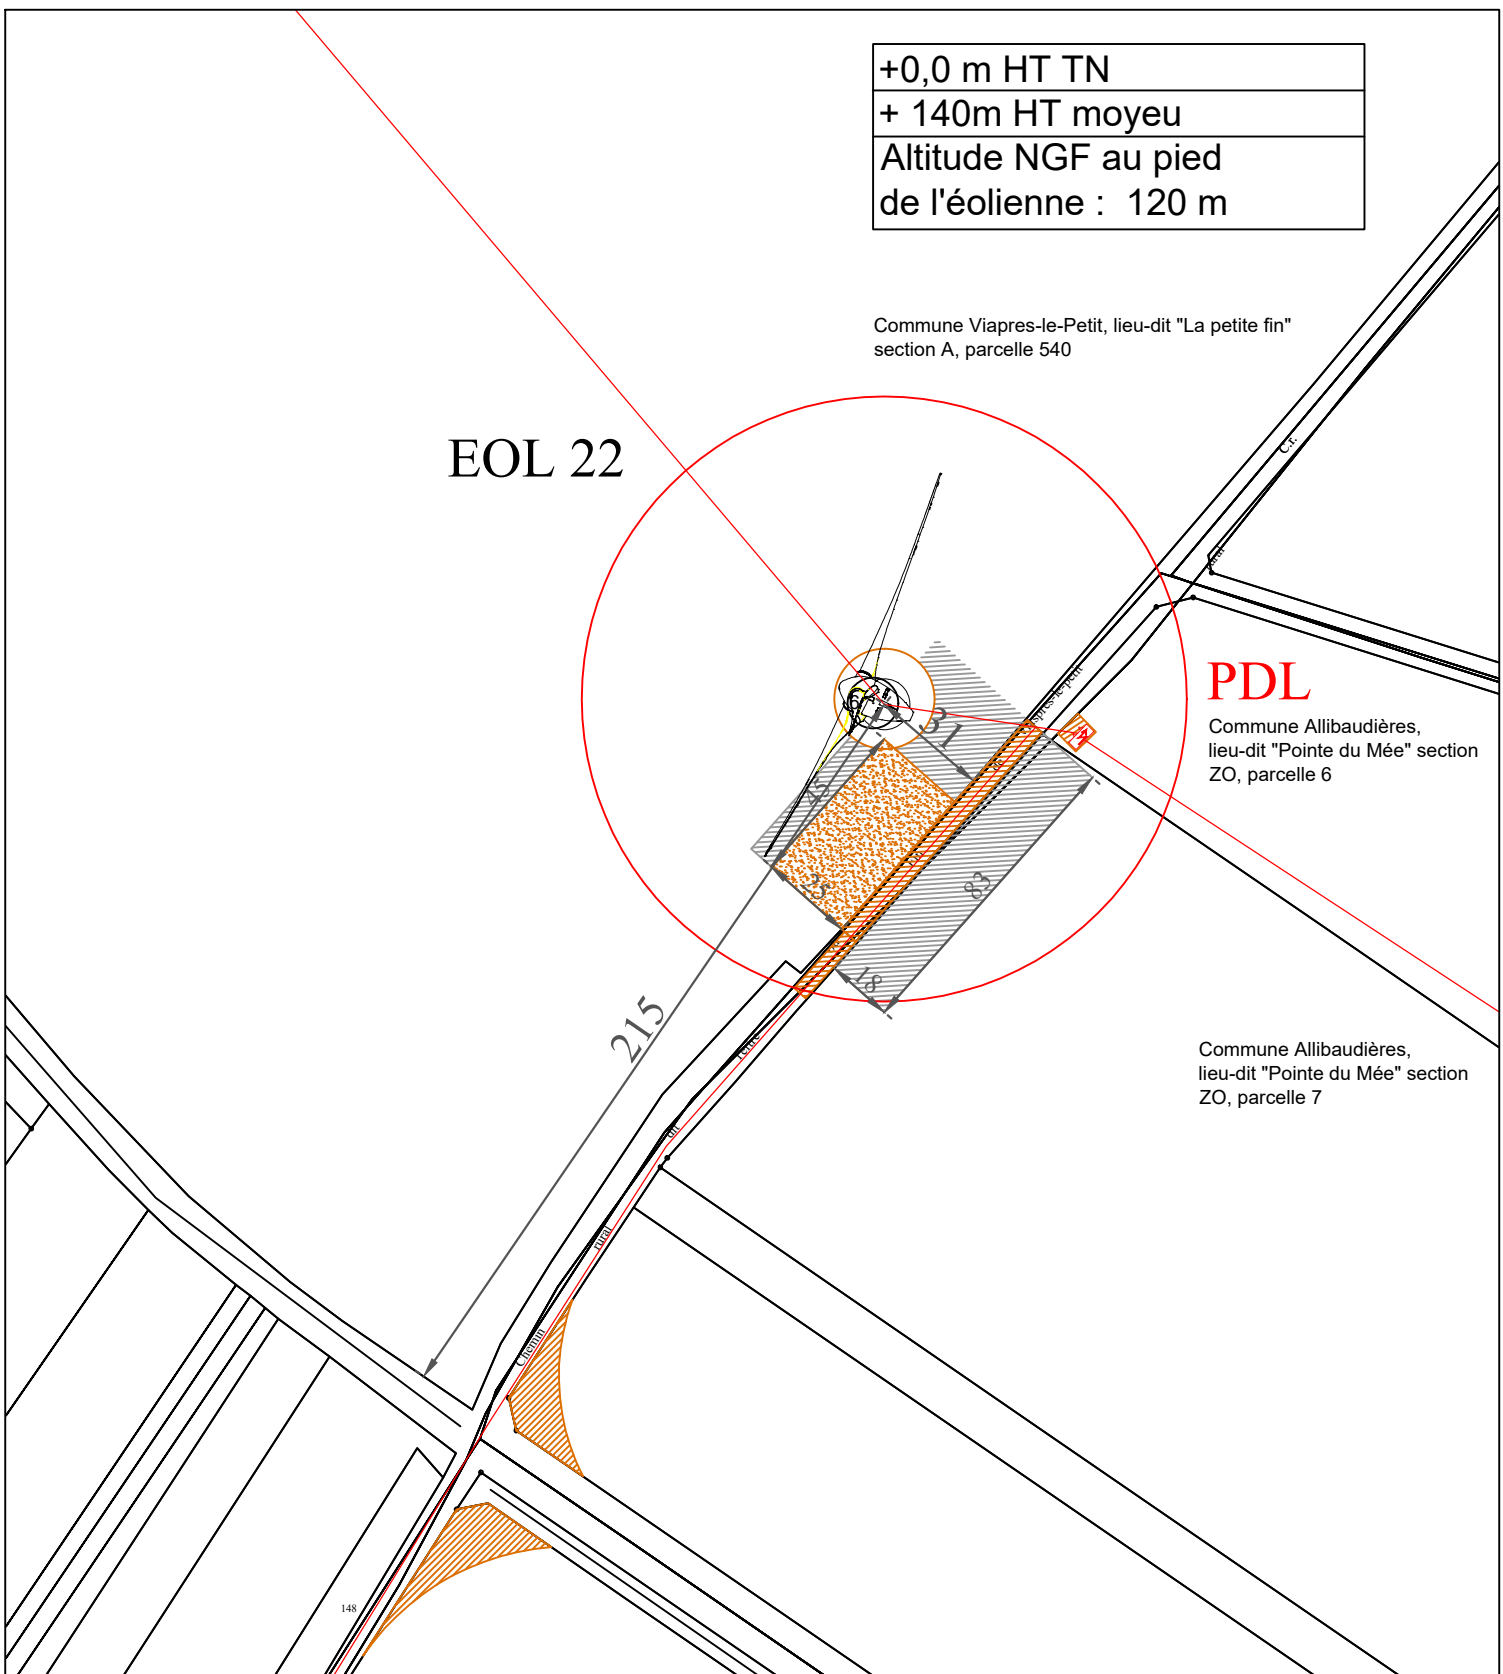 +0,0 m HT TN
+ 140m HT moyeu
Altitude NGF au pied
de l'éolienne : 120 m
Commune Viapres-le-Petit, lieu-dit "La petite fin"
section A, parcelle 540
EOL 22
C.r.
rural
PDL
Commune Allibaudières,
lieu-dit "Pointe du Mée" section
ZO, parcelle 6
6
31
45
25
83
18
215
Commune Allibaudières,
lieu-dit "Pointe du Mée" section
ZO, parcelle 7
dit
rural
Chemin
148